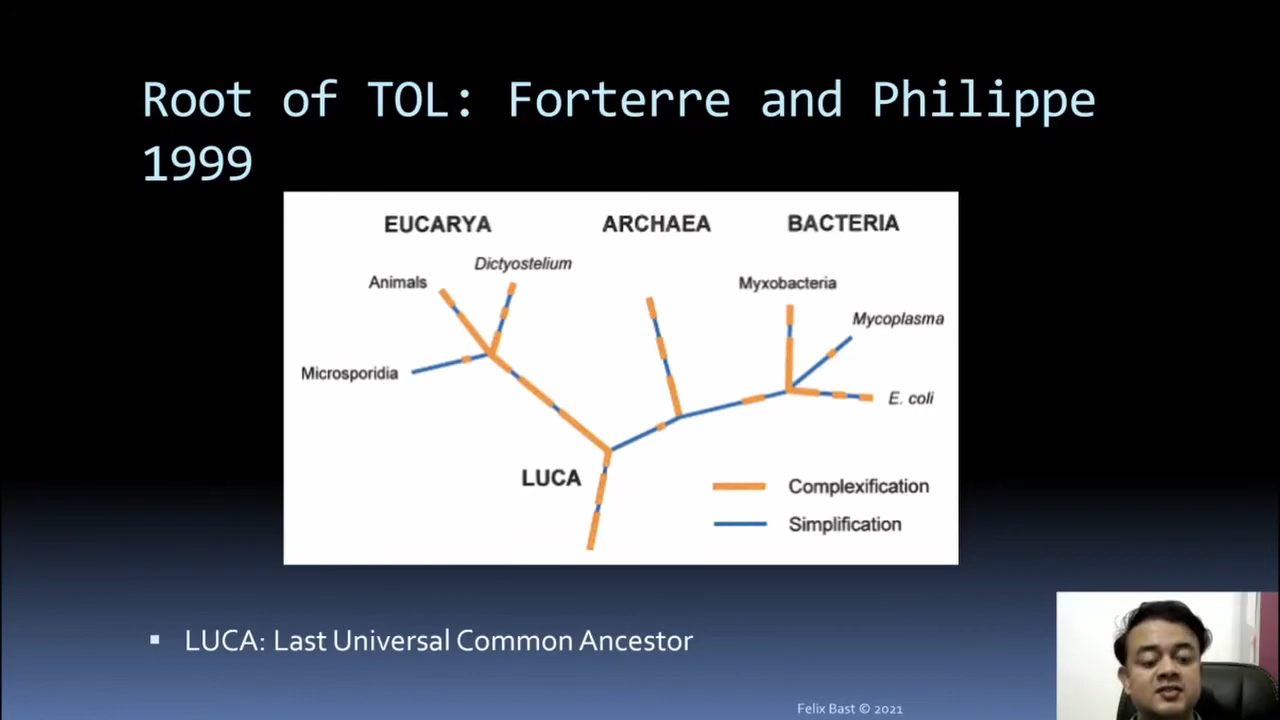 Root of TOL: Forterre and Philippe
1999
EUCARYA
ARCHAEA
BACTERIA
Dictyostelium
Animals
Myxobacteria
Mycoplasma
Microsporidia
E. coli
LUCA
Complexification
Simplification
▪ LUCA: Last Universal Common Ancestor
Felix Bast © 2021